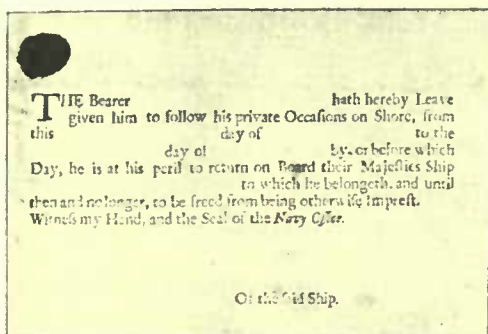 THE Bearer hath hereby Leave
given him to follow his private Occasions on Shore, from
this day of to the
day of by, or before which
Day, he is at his peril to return on Board their Majesties Ship
to which he belongeth, and until
then and no longer, to be freed from being otherwise Imprest.
Witness my Hand, and the Seal of the Navy Office.
Of the said Ship.